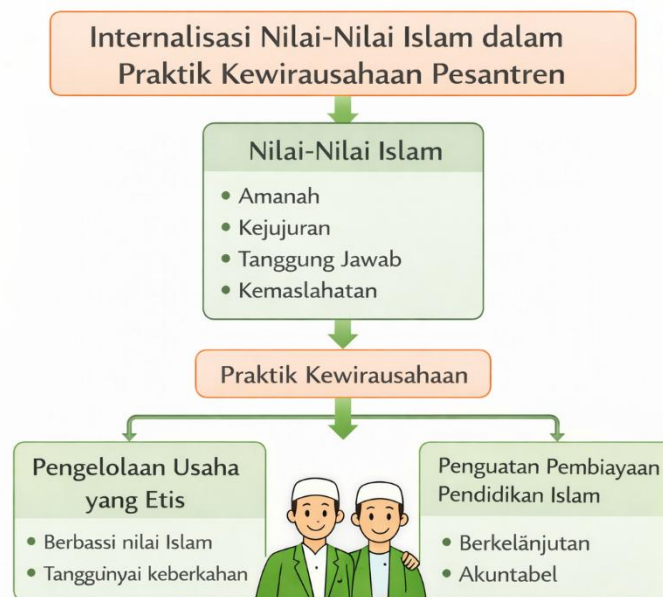 Internalisasi Nilai-Nilai Islam dalam
Praktik Kewirausahaan Pesantren
Nilai-Nilai Islam
• Amanah
• Kejujuran
• Tanggung Jawab
• Kemaslahatan
Praktik Kewirausahaan
Pengelolaan Usaha
yang Etis
• Berbassi nilai Islam
• Tanggunyai keberkahan
Penguatan Pembiayaan
Pendidikan Islam
• Berkelänjutan
• Akuntabel